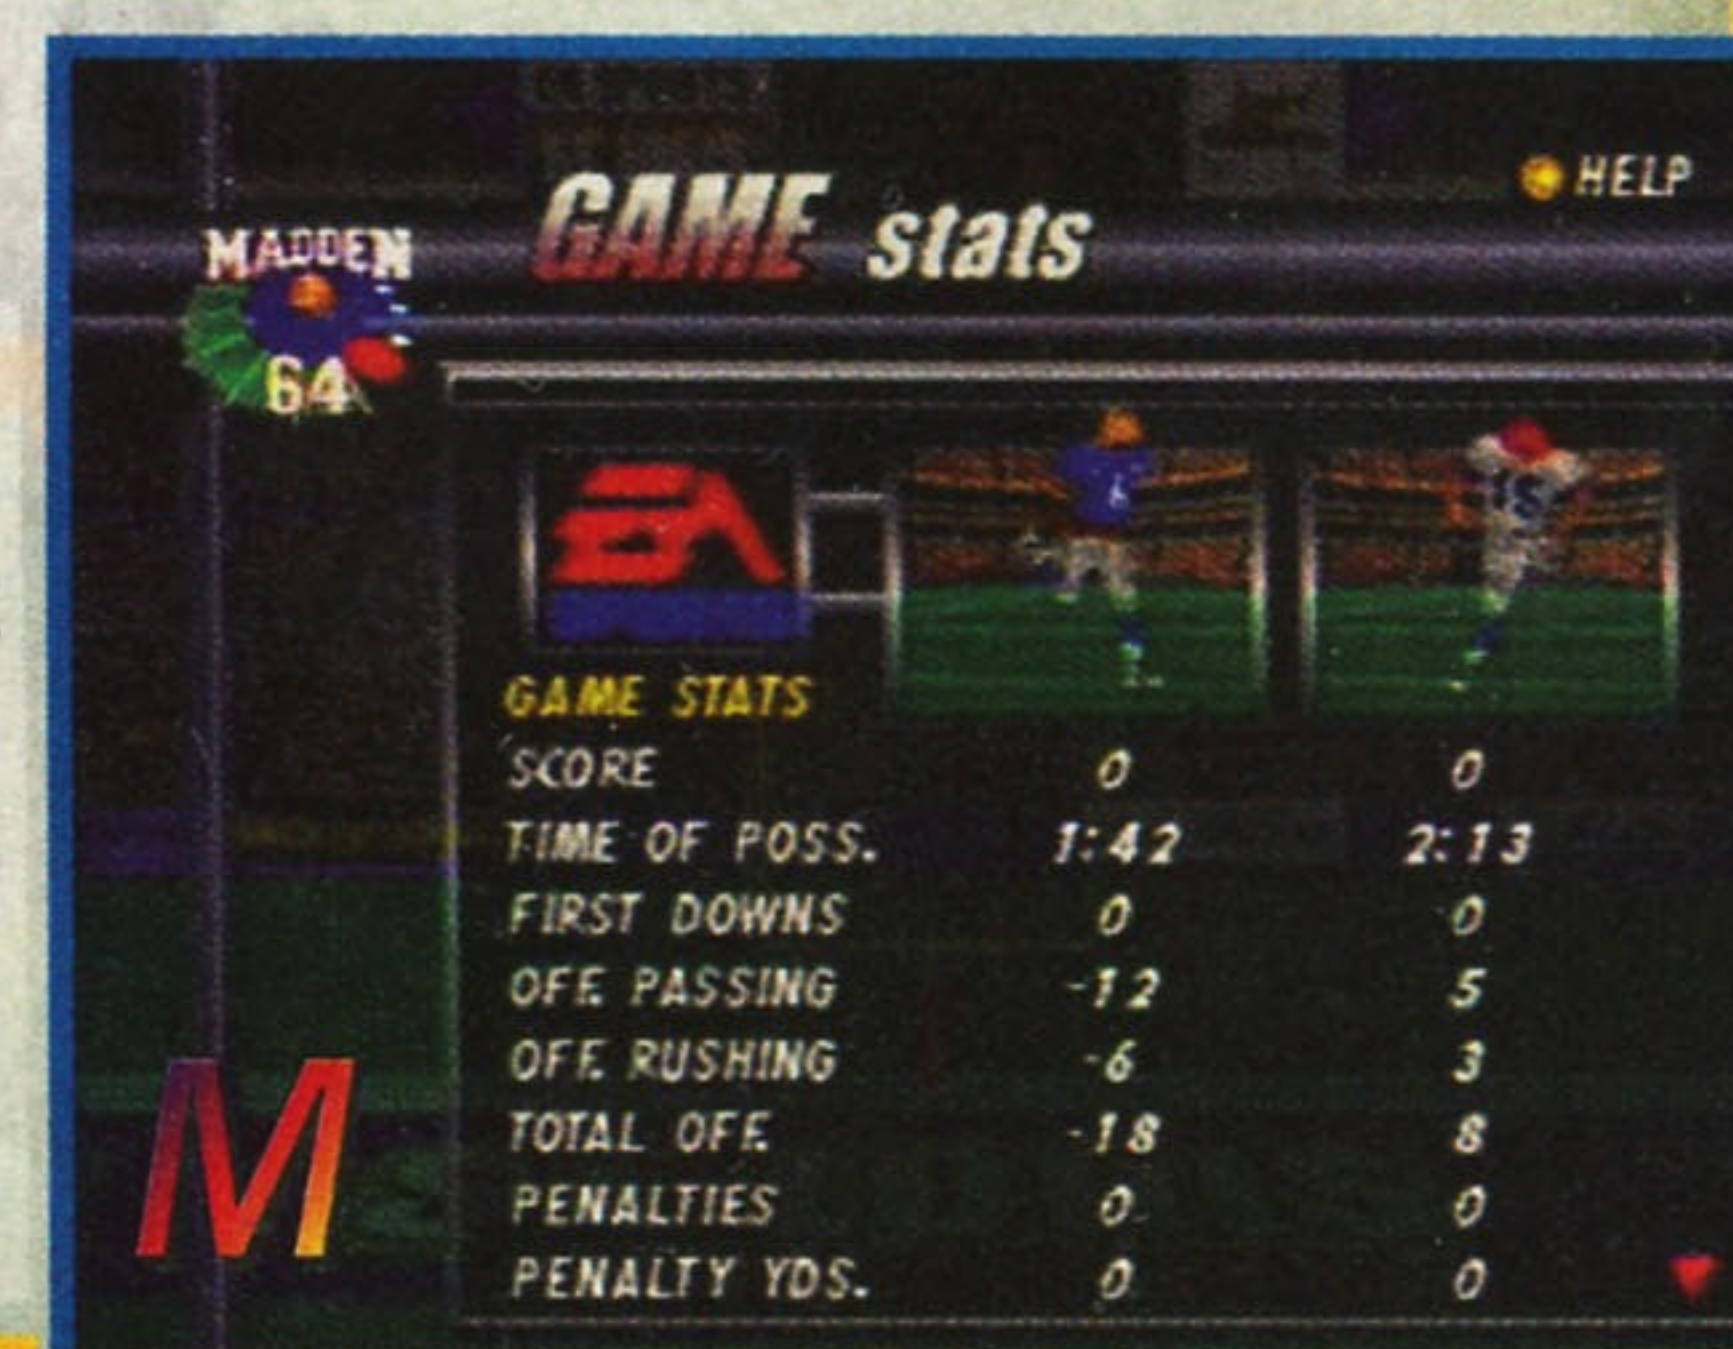 HELP
GAME stats
MADDEN
64
EA
GAME STATS
SCORE 0 0
TIME OF POSS. 1:42 2:13
FIRST DOWNS 0 0
OFF. PASSING -12 5
OFF. RUSHING -6 3
TOTAL OFF. -18 8
PENALTIES 0 0
PENALTY YDS. 0 0
M